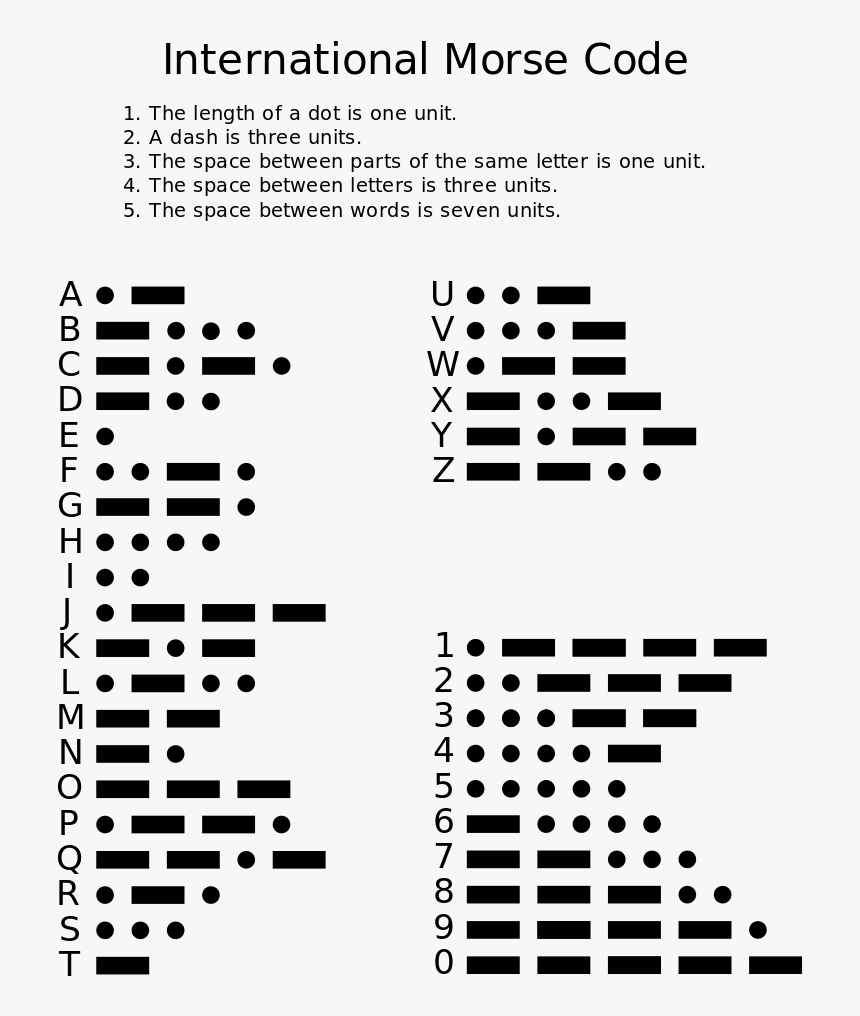 International Morse Code
1. The length of a dot is one unit.
2. A dash is three units.
3. The space between parts of the same letter is one unit.
4. The space between letters is three units.
5. The space between words is seven units.
A
B
C
D
E
F
G
H
I
J
K
L
M
N
O
P
Q
R
S
T
U
V
W
X
Y
Z
1
2
3
4
5
6
7
8
9
0